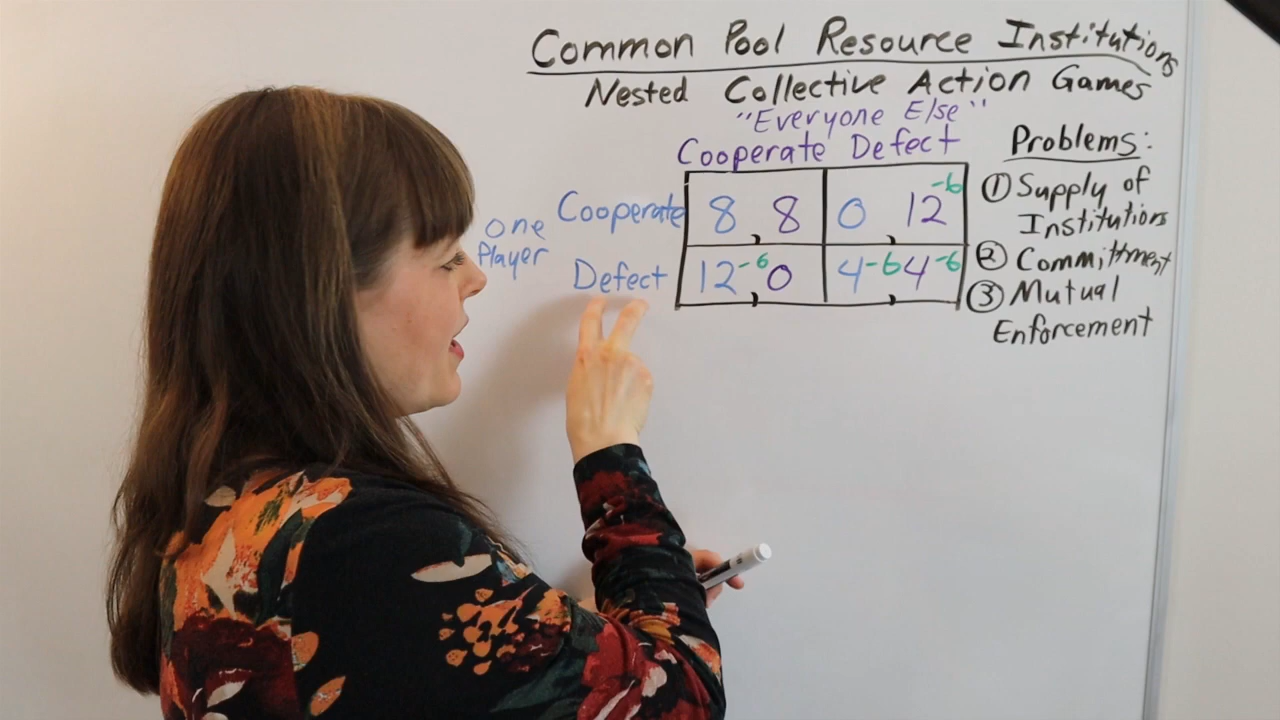 Common Pool Resource Institutions
Nested Collective Action Games
"Everyone Else"
Cooperate Defect
one Player
Cooperate 8, 8 0, 12-6
Defect 12-6, 0 4-6, 4-6
Problems:
① Supply of
Institutions
② Committment
③ Mutual
Enforcement